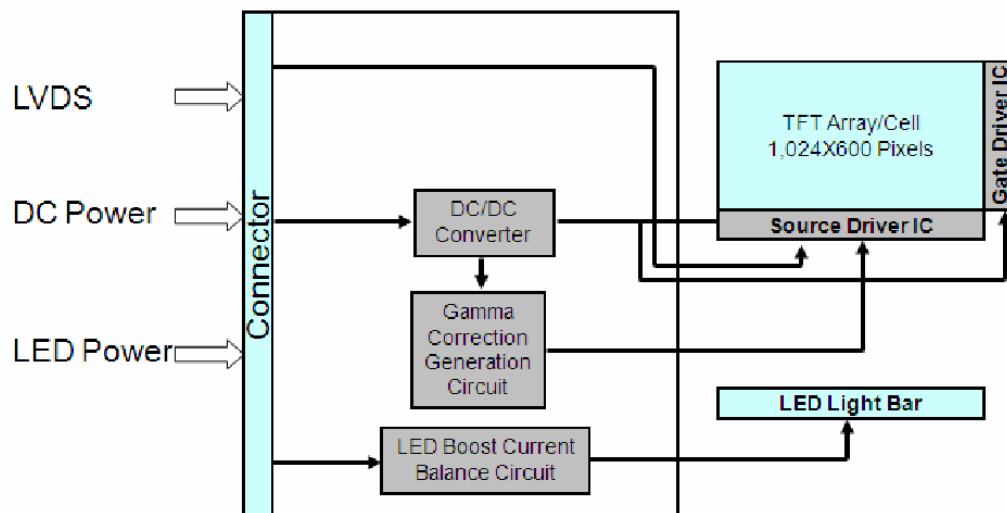 LVDS
DC Power
LED Power
Connector
DC/DC
Converter
Gamma
Correction
Generation
Circuit
LED Boost Current
Balance Circuit
TFT Array/Cell
1,024X600 Pixels
Gate Driver IC
Source Driver IC
LED Light Bar